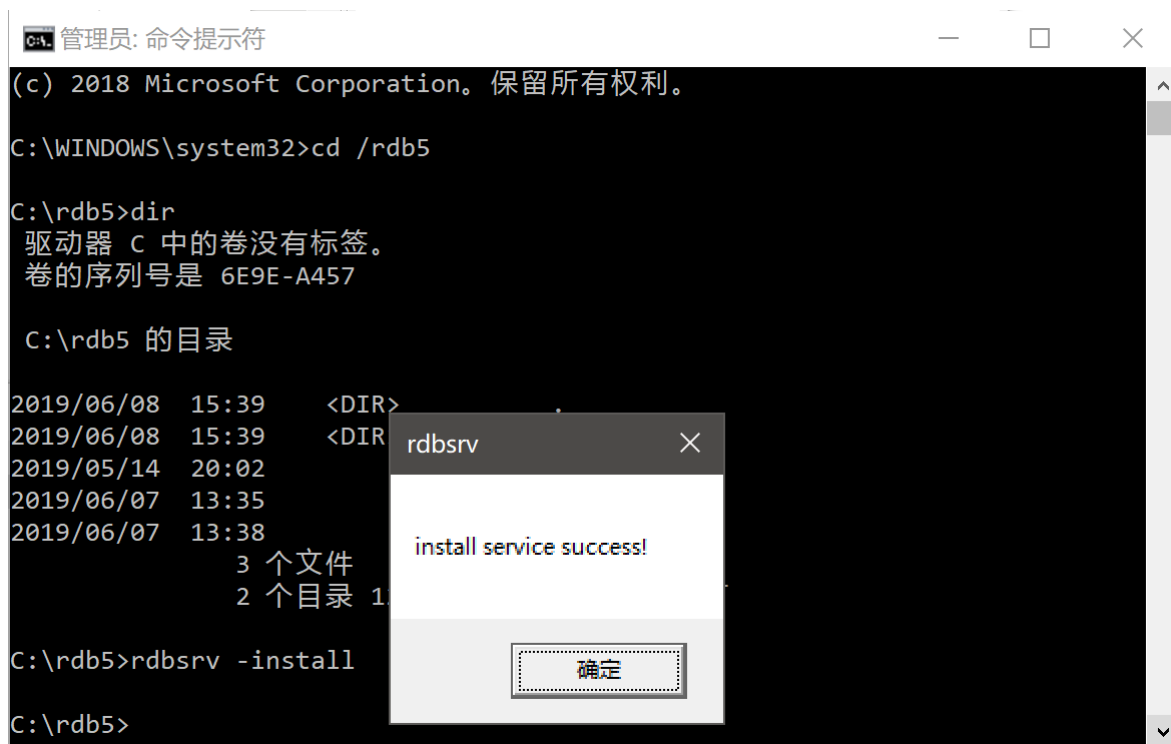 管理员: 命令提示符
(c) 2018 Microsoft Corporation。保留所有权利。
C:\WINDOWS\system32>cd /rdb5
C:\rdb5>dir
驱动器 C 中的卷没有标签。
卷的序列号是 6E9E-A457
C:\rdb5 的目录
2019/06/08  15:39    <DIR>          .
2019/06/08  15:39    <DIR
2019/05/14  20:02
2019/06/07  13:35
2019/06/07  13:38
3 个文件
2 个目录 1
rdbsrv
install service success!
确定
C:\rdb5>rdbsrv -install
C:\rdb5>